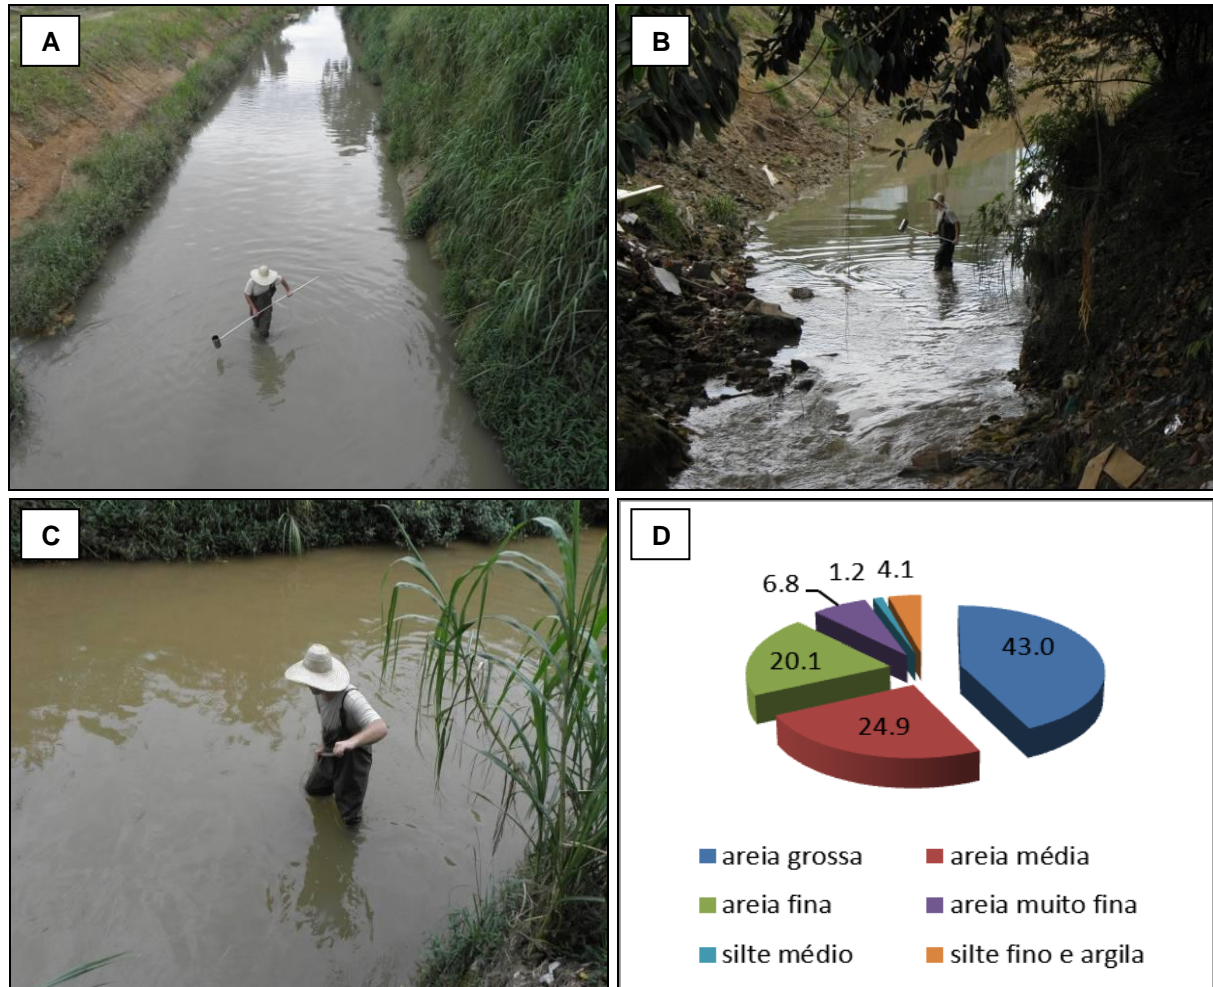 A
B
C
D
6.8 1.2 4.1
20.1 43.0
24.9
areia grossa areia média
areia fina areia muito fina
silte médio silte fino e argila